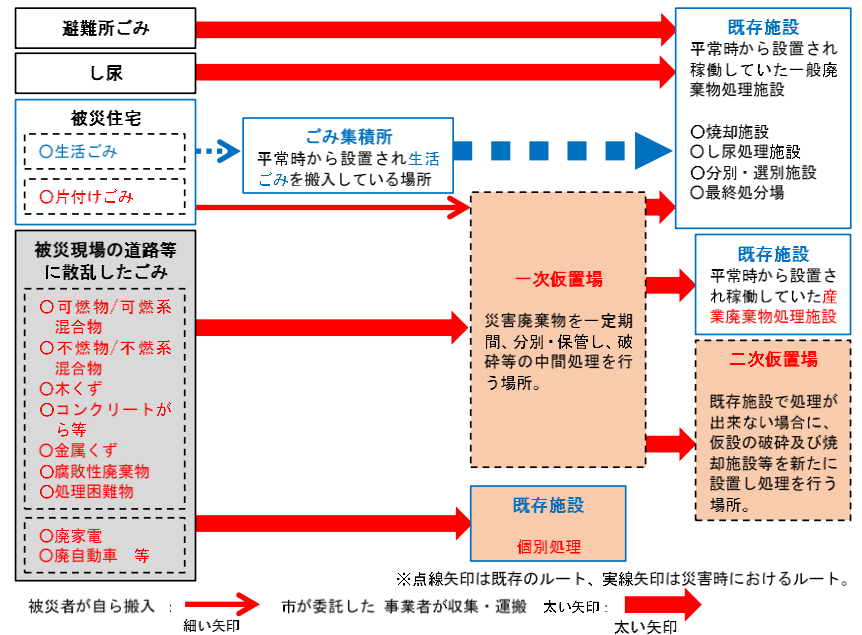 避難所ごみ
し尿
被災住宅
○生活ごみ
○片付けごみ
ごみ集積所
平常時から設置され生活
ごみを搬入している場所
既存施設
平常時から設置され
稼働していた一般廃
棄物処理施設
○焼却施設
○し尿処理施設
○分別・選別施設
○最終処分場
被災現場の道路等
に散乱したごみ
○可燃物/可燃系
混合物
○不燃物/不燃系
混合物
○木くず
○コンクリートが
ら等
○金属くず
○腐敗性廃棄物
○処理困難物
○廃家電
○廃自動車 等
一次仮置場
災害廃棄物を一定期
間、分別・保管し、破
砕等の中間処理を行
う場所。
既存施設
平常時から設置さ
れ稼働していた産
業廃棄物処理施設
二次仮置場
既存施設で処理が
出来ない場合に、
仮設の破砕及び焼
却施設等を新たに
設置し処理を行う
場所。
既存施設
個別処理
※点線矢印は既存のルート、実線矢印は災害時におけるルート。
被災者が自ら搬入 :
細い矢印
市が委託した 事業者が収集・運搬 太い矢印:
太い矢印